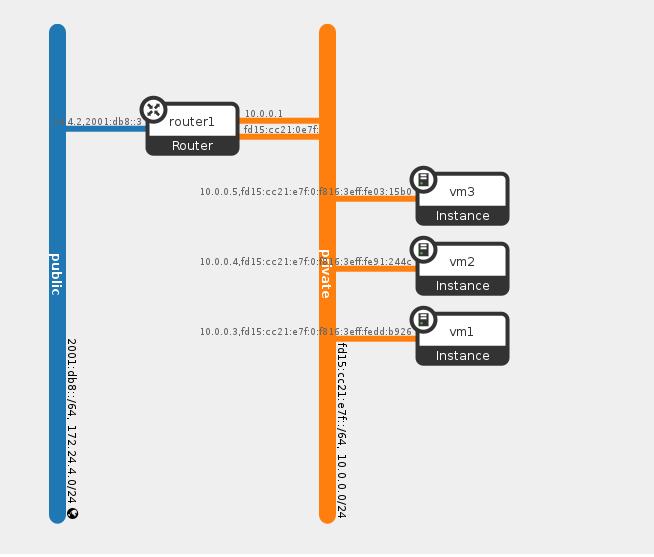 10.0.0.1
4.2,2001:db8::3
router1
fd15:cc21:0e7f:
Router
10.0.0.5,fd15:cc21:e7f:0:f816:3eff:fe03:15b0
vm3
Instance
public
private
10.0.0.4,fd15:cc21:e7f:0:f816:3eff:fe91:244c
vm2
Instance
10.0.0.3,fd15:cc21:e7f:0:f816:3eff:fedd:b926
vm1
Instance
2001:db8::/64, 172.24.4.0/24
fd15:cc21:e7f::/64, 10.0.0.0/24